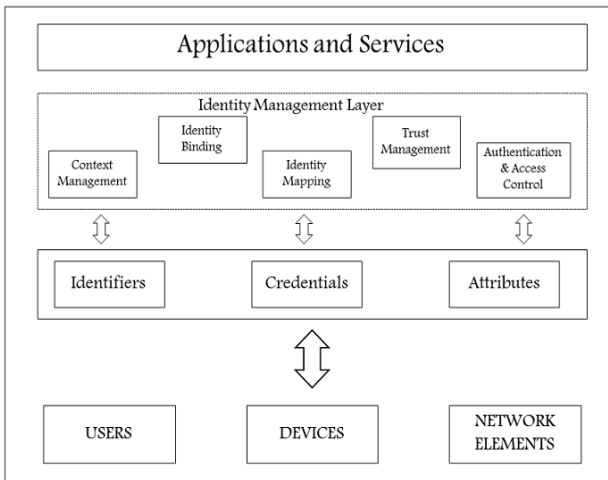 Applications and Services
Identity Management Layer
Identity
Binding
Trust
Management
Context
Management
Identity
Mapping
Authentication
& Access
Control
Identifiers
Credentials
Attributes
USERS
DEVICES
NETWORK
ELEMENTS